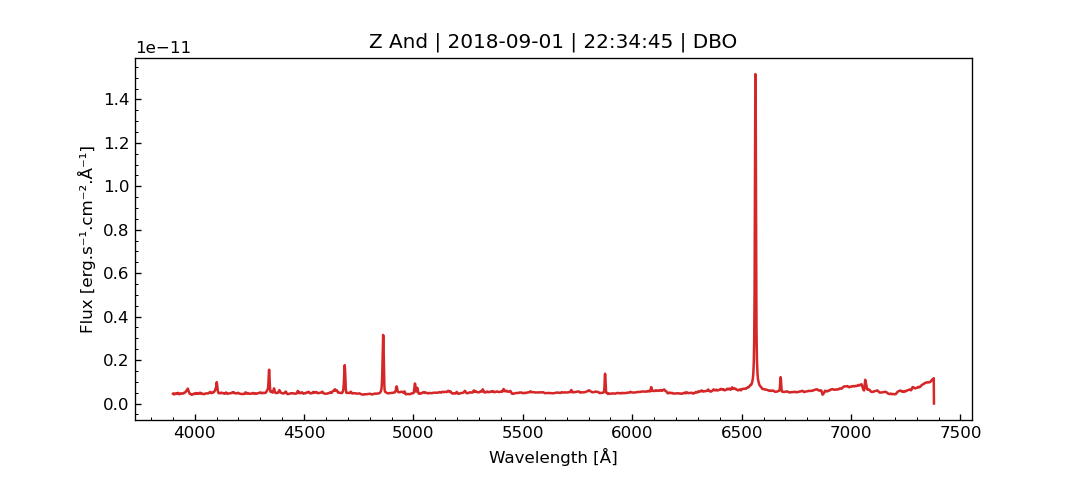 Z And | 2018-09-01 | 22:34:45 | DBO
1e−11
1.4
1.2
1.0
0.8
0.6
0.4
0.2
0.0
Flux [erg.s⁻¹.cm⁻².Å⁻¹]
4000 4500 5000 5500 6000 6500 7000 7500
Wavelength [Å]